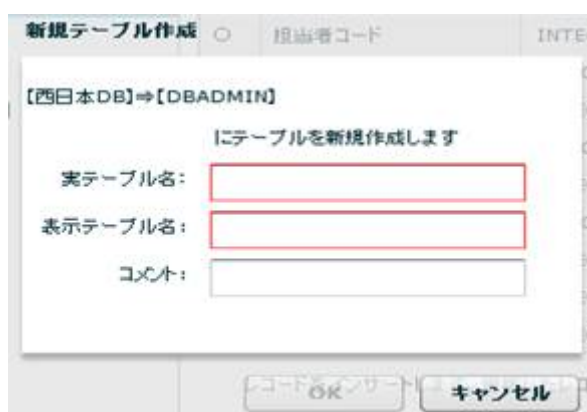 新規テーブル作成
担当者コード
INTE
【西日本DB】⇒【DBADMIN】
にテーブルを新規作成します
実テーブル名：
表示テーブル名：
コメント：
OK
キャンセル